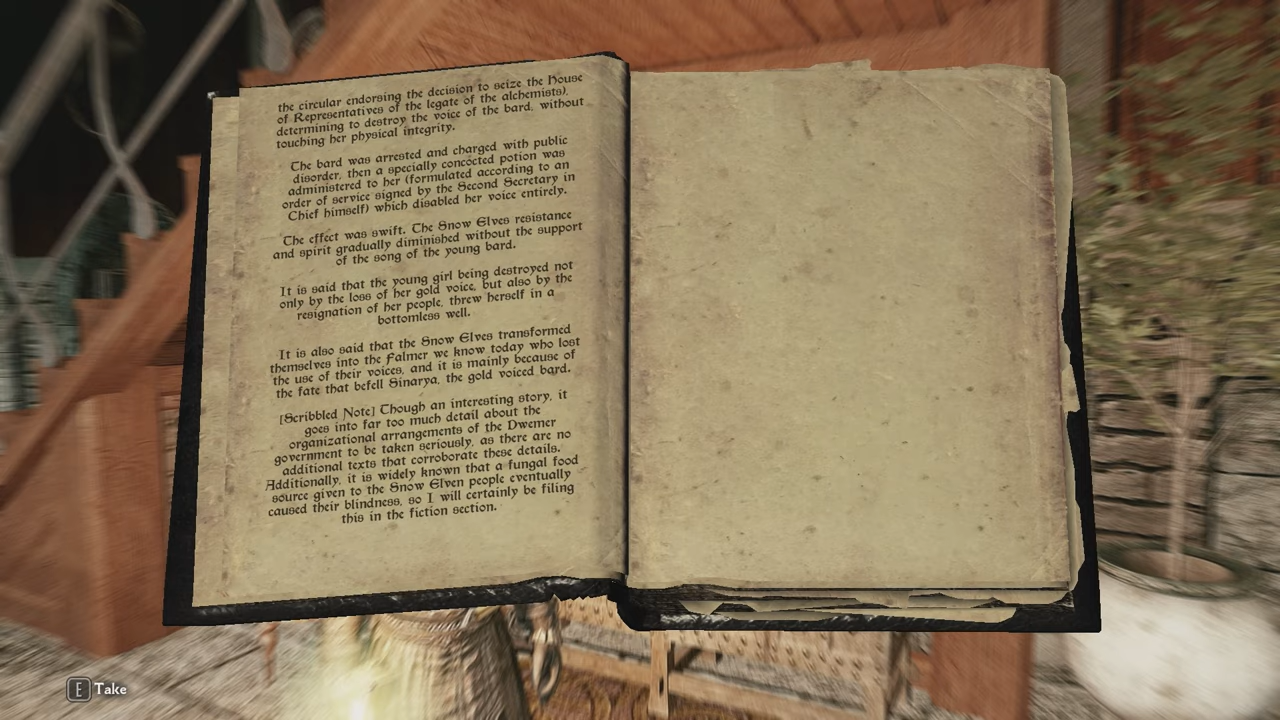 the circular endorsing the decision to seize the House
of Representatives of the legate of the alchemists),
determining to destroy the voice of the bard, without
touching her physical integrity.
The bard was arrested and charged with public
disorder, then a specially concocted potion was
administered to her (formulated according to an
order of service signed by the Second Secretary in
Chief himself) which disabled her voice entirely.
The effect was swift. The Snow Elves resistance
and spirit gradually diminished without the support
of the song of the young bard.
It is said that the young girl being destroyed not
only by the loss of her gold voice, but also by the
resignation of her people, threw herself in a
bottomless well.
It is also said that the Snow Elves transformed
themselves into the Falmer we know today who lost
the use of their voices, and it is mainly because of
the fate that befell Sinarya, the gold voiced bard.
[Scribbled Note] Though an interesting story, it
goes into far too much detail about the
organizational arrangements of the Dwemer
government to be taken seriously, as there are no
additional texts that corroborate these details.
Additionally, it is widely known that a fungal food
source given to the Snow Elven people eventually
caused their blindness, so I will certainly be filing
this in the fiction section.
E Take